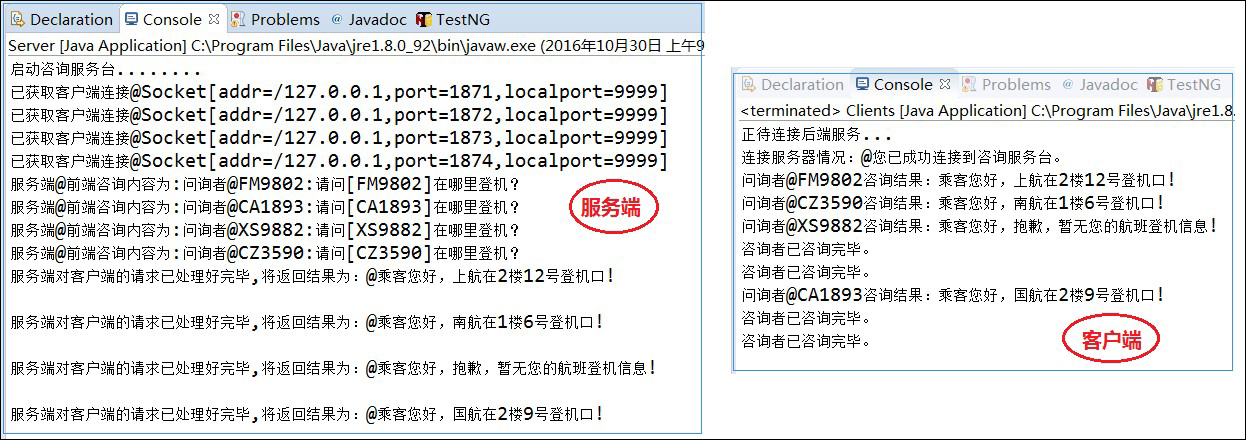 Declaration Console Problems Javadoc TestNG
Server [Java Application] C:\Program Files\Java\jre1.8.0_92\bin\javaw.exe (2016年10月30日 上午9
启动咨询服务台........
已获取客户端连接@Socket[addr=/127.0.0.1,port=1871,localport=9999]
已获取客户端连接@Socket[addr=/127.0.0.1,port=1872,localport=9999]
已获取客户端连接@Socket[addr=/127.0.0.1,port=1873,localport=9999]
已获取客户端连接@Socket[addr=/127.0.0.1,port=1874,localport=9999]
服务端@前端咨询内容为:问询者@FM9802:请问[FM9802]在哪里登机？
服务端@前端咨询内容为:问询者@CA1893:请问[CA1893]在哪里登机？
服务端@前端咨询内容为:问询者@XS9882:请问[XS9882]在哪里登机？
服务端@前端咨询内容为:问询者@CZ3590:请问[CZ3590]在哪里登机？
服务端对客户端的请求已处理好完毕,将返回结果为：@乘客您好，上航在2楼12号登机口!
服务端对客户端的请求已处理好完毕,将返回结果为：@乘客您好，南航在1楼6号登机口!
服务端对客户端的请求已处理好完毕,将返回结果为：@乘客您好，抱歉，暂无您的航班登机信息!
服务端对客户端的请求已处理好完毕,将返回结果为：@乘客您好，国航在2楼9号登机口!
服务端
Declaration Console Problems Javadoc TestNG
<terminated> Clients [Java Application] C:\Program Files\Java\jre1.8.
正待连接后端服务...
连接服务器情况：@您已成功连接到咨询服务台。
问询者@FM9802咨询结果：乘客您好，上航在2楼12号登机口!
问询者@CZ3590咨询结果：乘客您好，南航在1楼6号登机口!
问询者@XS9882咨询结果：乘客您好，抱歉，暂无您的航班登机信息!
咨询者已咨询完毕。
咨询者已咨询完毕。
问询者@CA1893咨询结果：乘客您好，国航在2楼9号登机口!
咨询者已咨询完毕。
咨询者已咨询完毕。
客户端